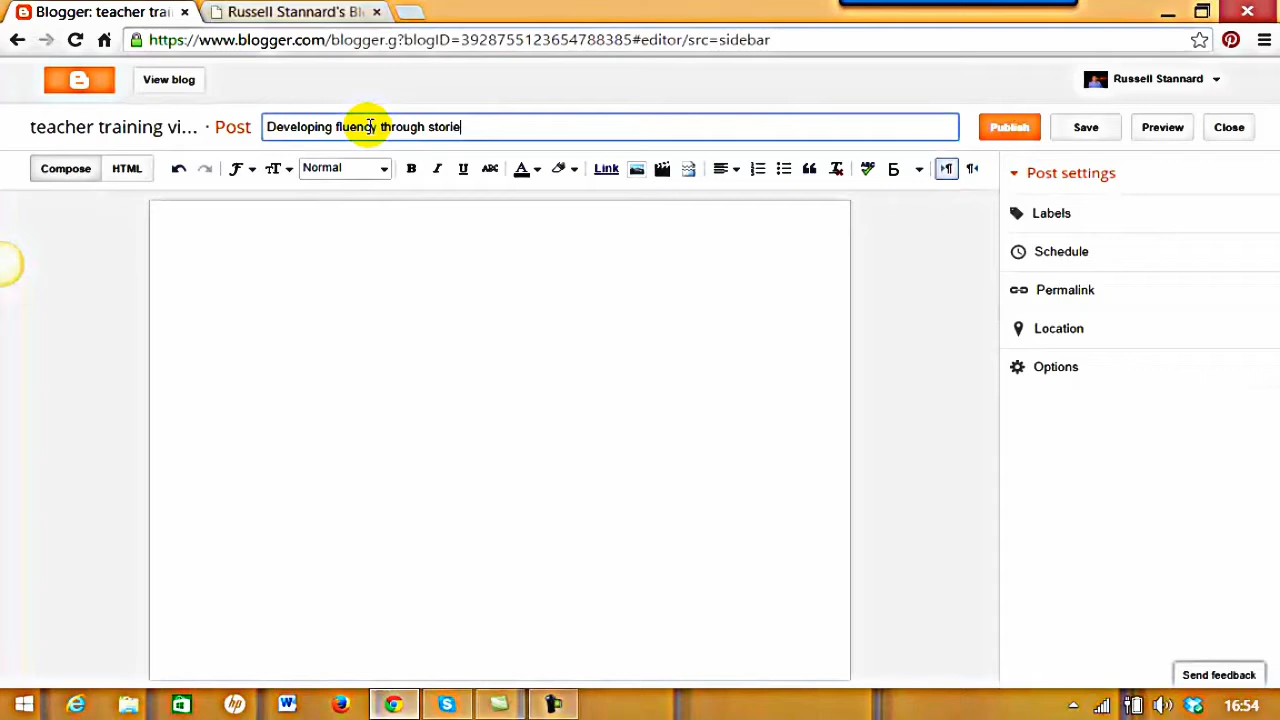 Blogger: teacher trai
Russell Stannard's Bl
https://www.blogger.com/blogger.g?blogID=3928755123654788385#editor/src=sidebar
View blog
Russell Stannard
teacher training vi... · Post
Developing fluency through storie
Publish
Save
Preview
Close
Compose
HTML
Normal
B
I
U
ABC
A
Link
Post settings
Labels
Schedule
Permalink
Location
Options
Send feedback
16:54